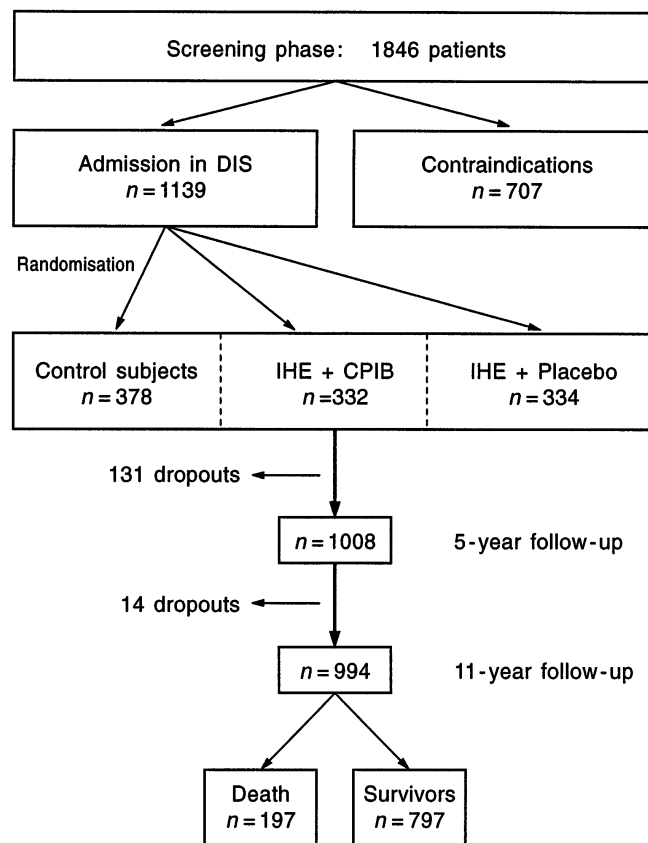 Screening phase: 1846 patients
Admission in DIS
n=1139
Contraindications
n=707
Randomisation
Control subjects
n=378
IHE + CPIB
n=332
IHE + Placebo
n=334
131 dropouts
n=1008
5-year follow-up
14 dropouts
n=994
11-year follow-up
Death
n=197
Survivors
n=797